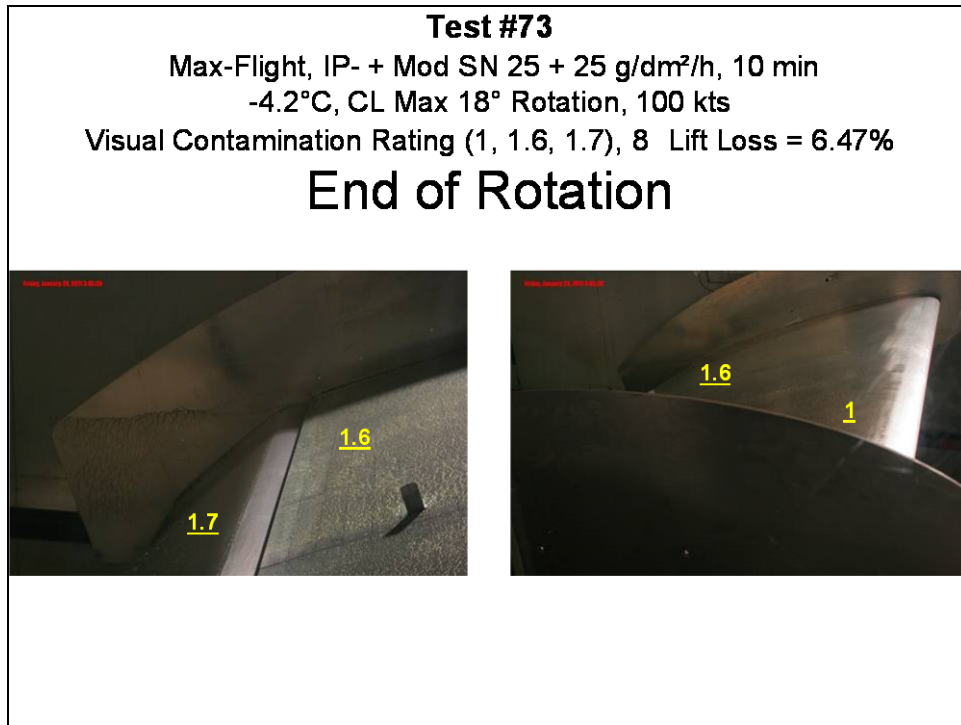 Test #73
Max-Flight, IP- + Mod SN 25 + 25 g/dm²/h, 10 min
-4.2°C, CL Max 18° Rotation, 100 kts
Visual Contamination Rating (1, 1.6, 1.7), 8 Lift Loss = 6.47%
End of Rotation
1.6
1.7
1.6
1